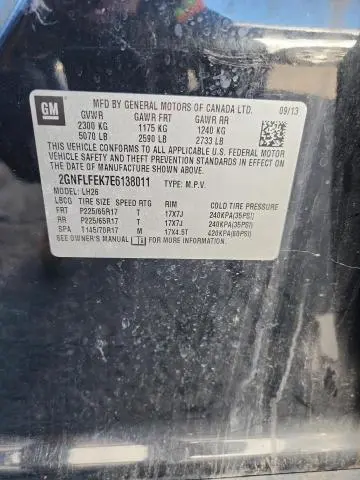 GM
MFD BY GENERAL MOTORS OF CANADA LTD. 09/13
GVWR GAWR FRT GAWR RR
2300 KG 1175 KG 1240 KG
5070 LB 2590 LB 2733 LB
THIS VEHICLE CONFORMS TO ALL APPLICABLE U.S. FEDERAL
MOTOR VEHICLE SAFETY, BUMPER, AND THEFT
PREVENTION STANDARDS IN EFFECT ON
THE DATE OF MANUFACTURE SHOWN ABOVE.
2GNFLFEK7E6138011 TYPE: M.P.V.
MODEL: LH26
LBCG TIRE SIZE SPEED RTG RIM COLD TIRE PRESSURE
FRT P225/65R17 T 17X7J 240KPA(35PSI)
RR P225/65R17 T 17X7J 240KPA(35PSI)
SPA T145/70R17 M 17X4.5T 420KPA(60PSI)
SEE OWNER'S MANUAL FOR MORE INFORMATION.